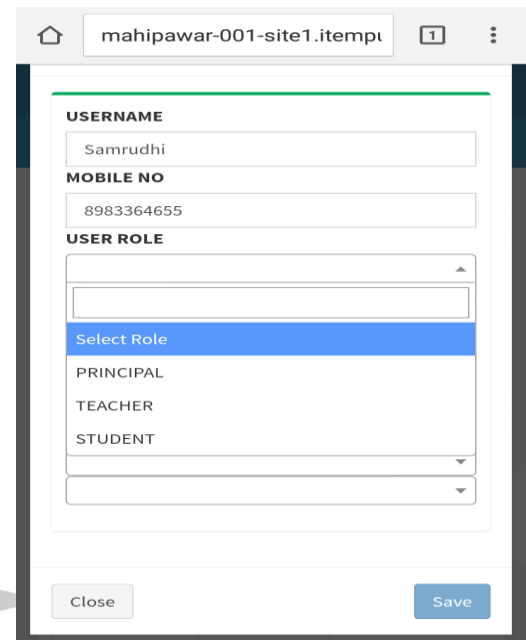 mahipawar-001-site1.itempu
1
USERNAME
Samrudhi
MOBILE NO
8983364655
USER ROLE
Select Role
PRINCIPAL
TEACHER
STUDENT
Close
Save